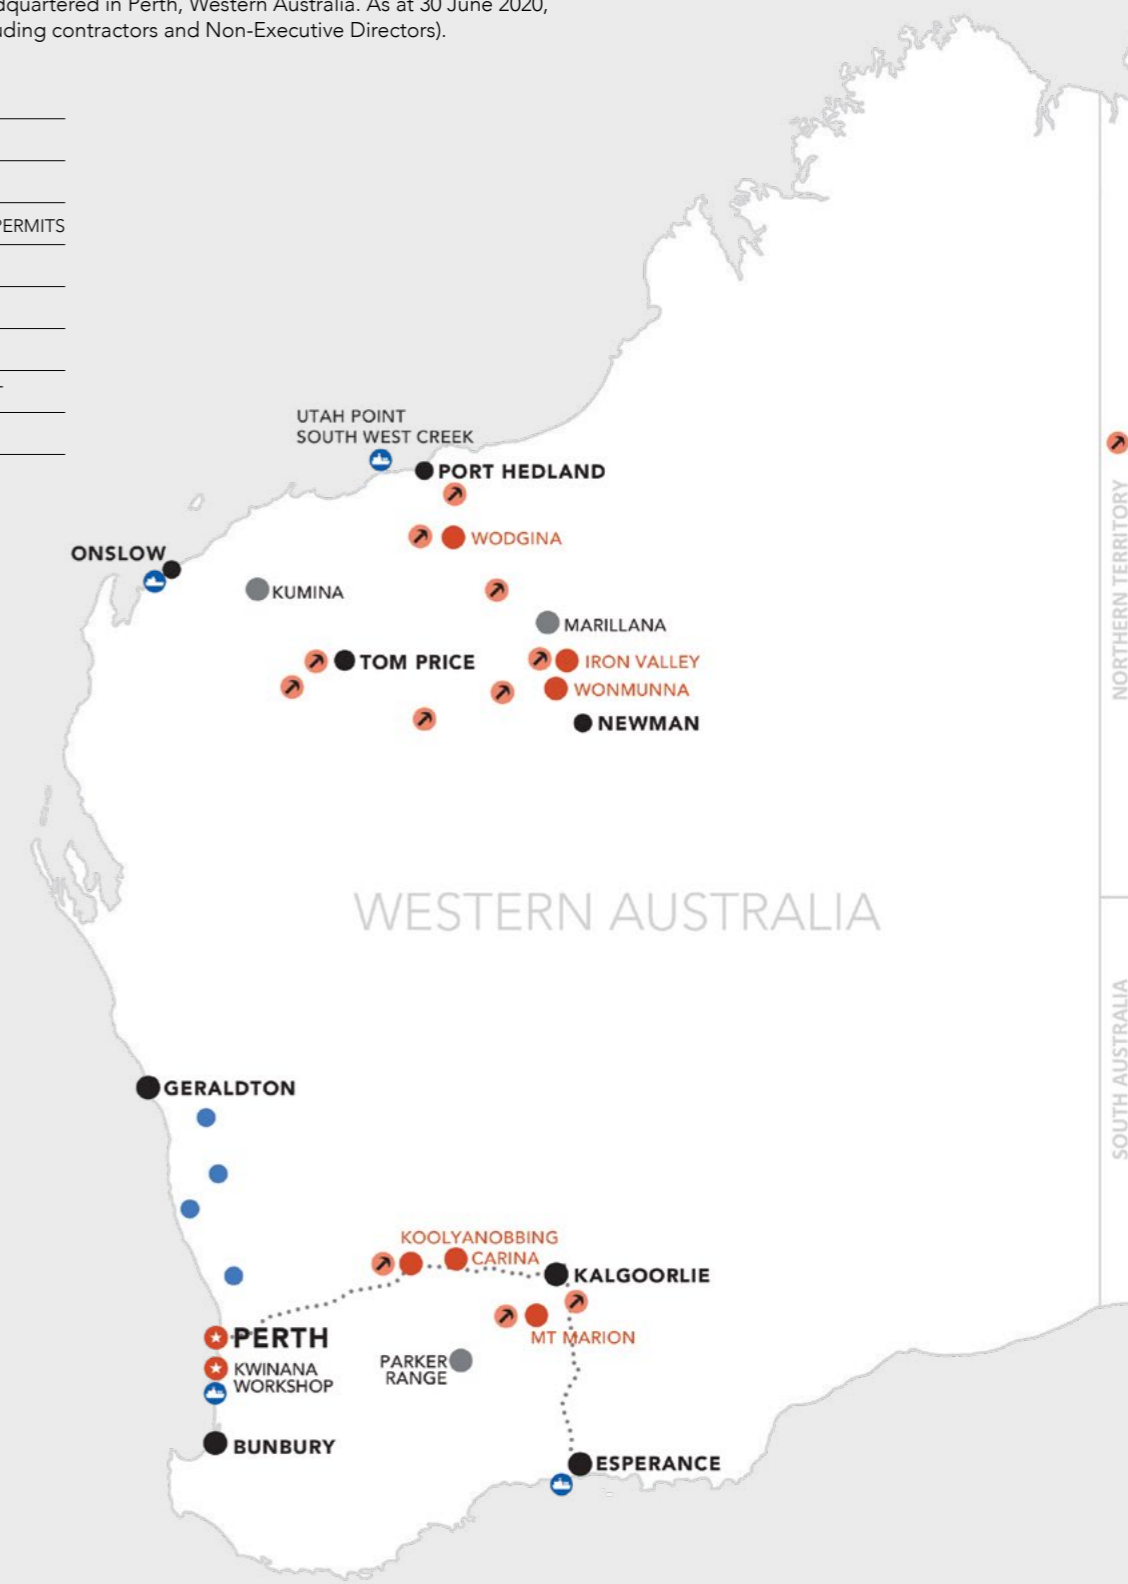 dquartered in Perth, Western Australia. As at 30 June 2020,
uding contractors and Non-Executive Directors).
PERMITS
UTAH POINT
SOUTH WEST CREEK
PORT HEDLAND
WODGINA
ONSLOW
KUMINA
MARILLANA
TOM PRICE
IRON VALLEY
WONMUNNA
NEWMAN
NORTHERN TERRITORY
WESTERN AUSTRALIA
SOUTH AUSTRALIA
GERALDTON
KOOLYANOBBING
CARINA
KALGOORLIE
PERTH
MT MARION
KWINANA
WORKSHOP
PARKER
RANGE
BUNBURY
ESPERANCE